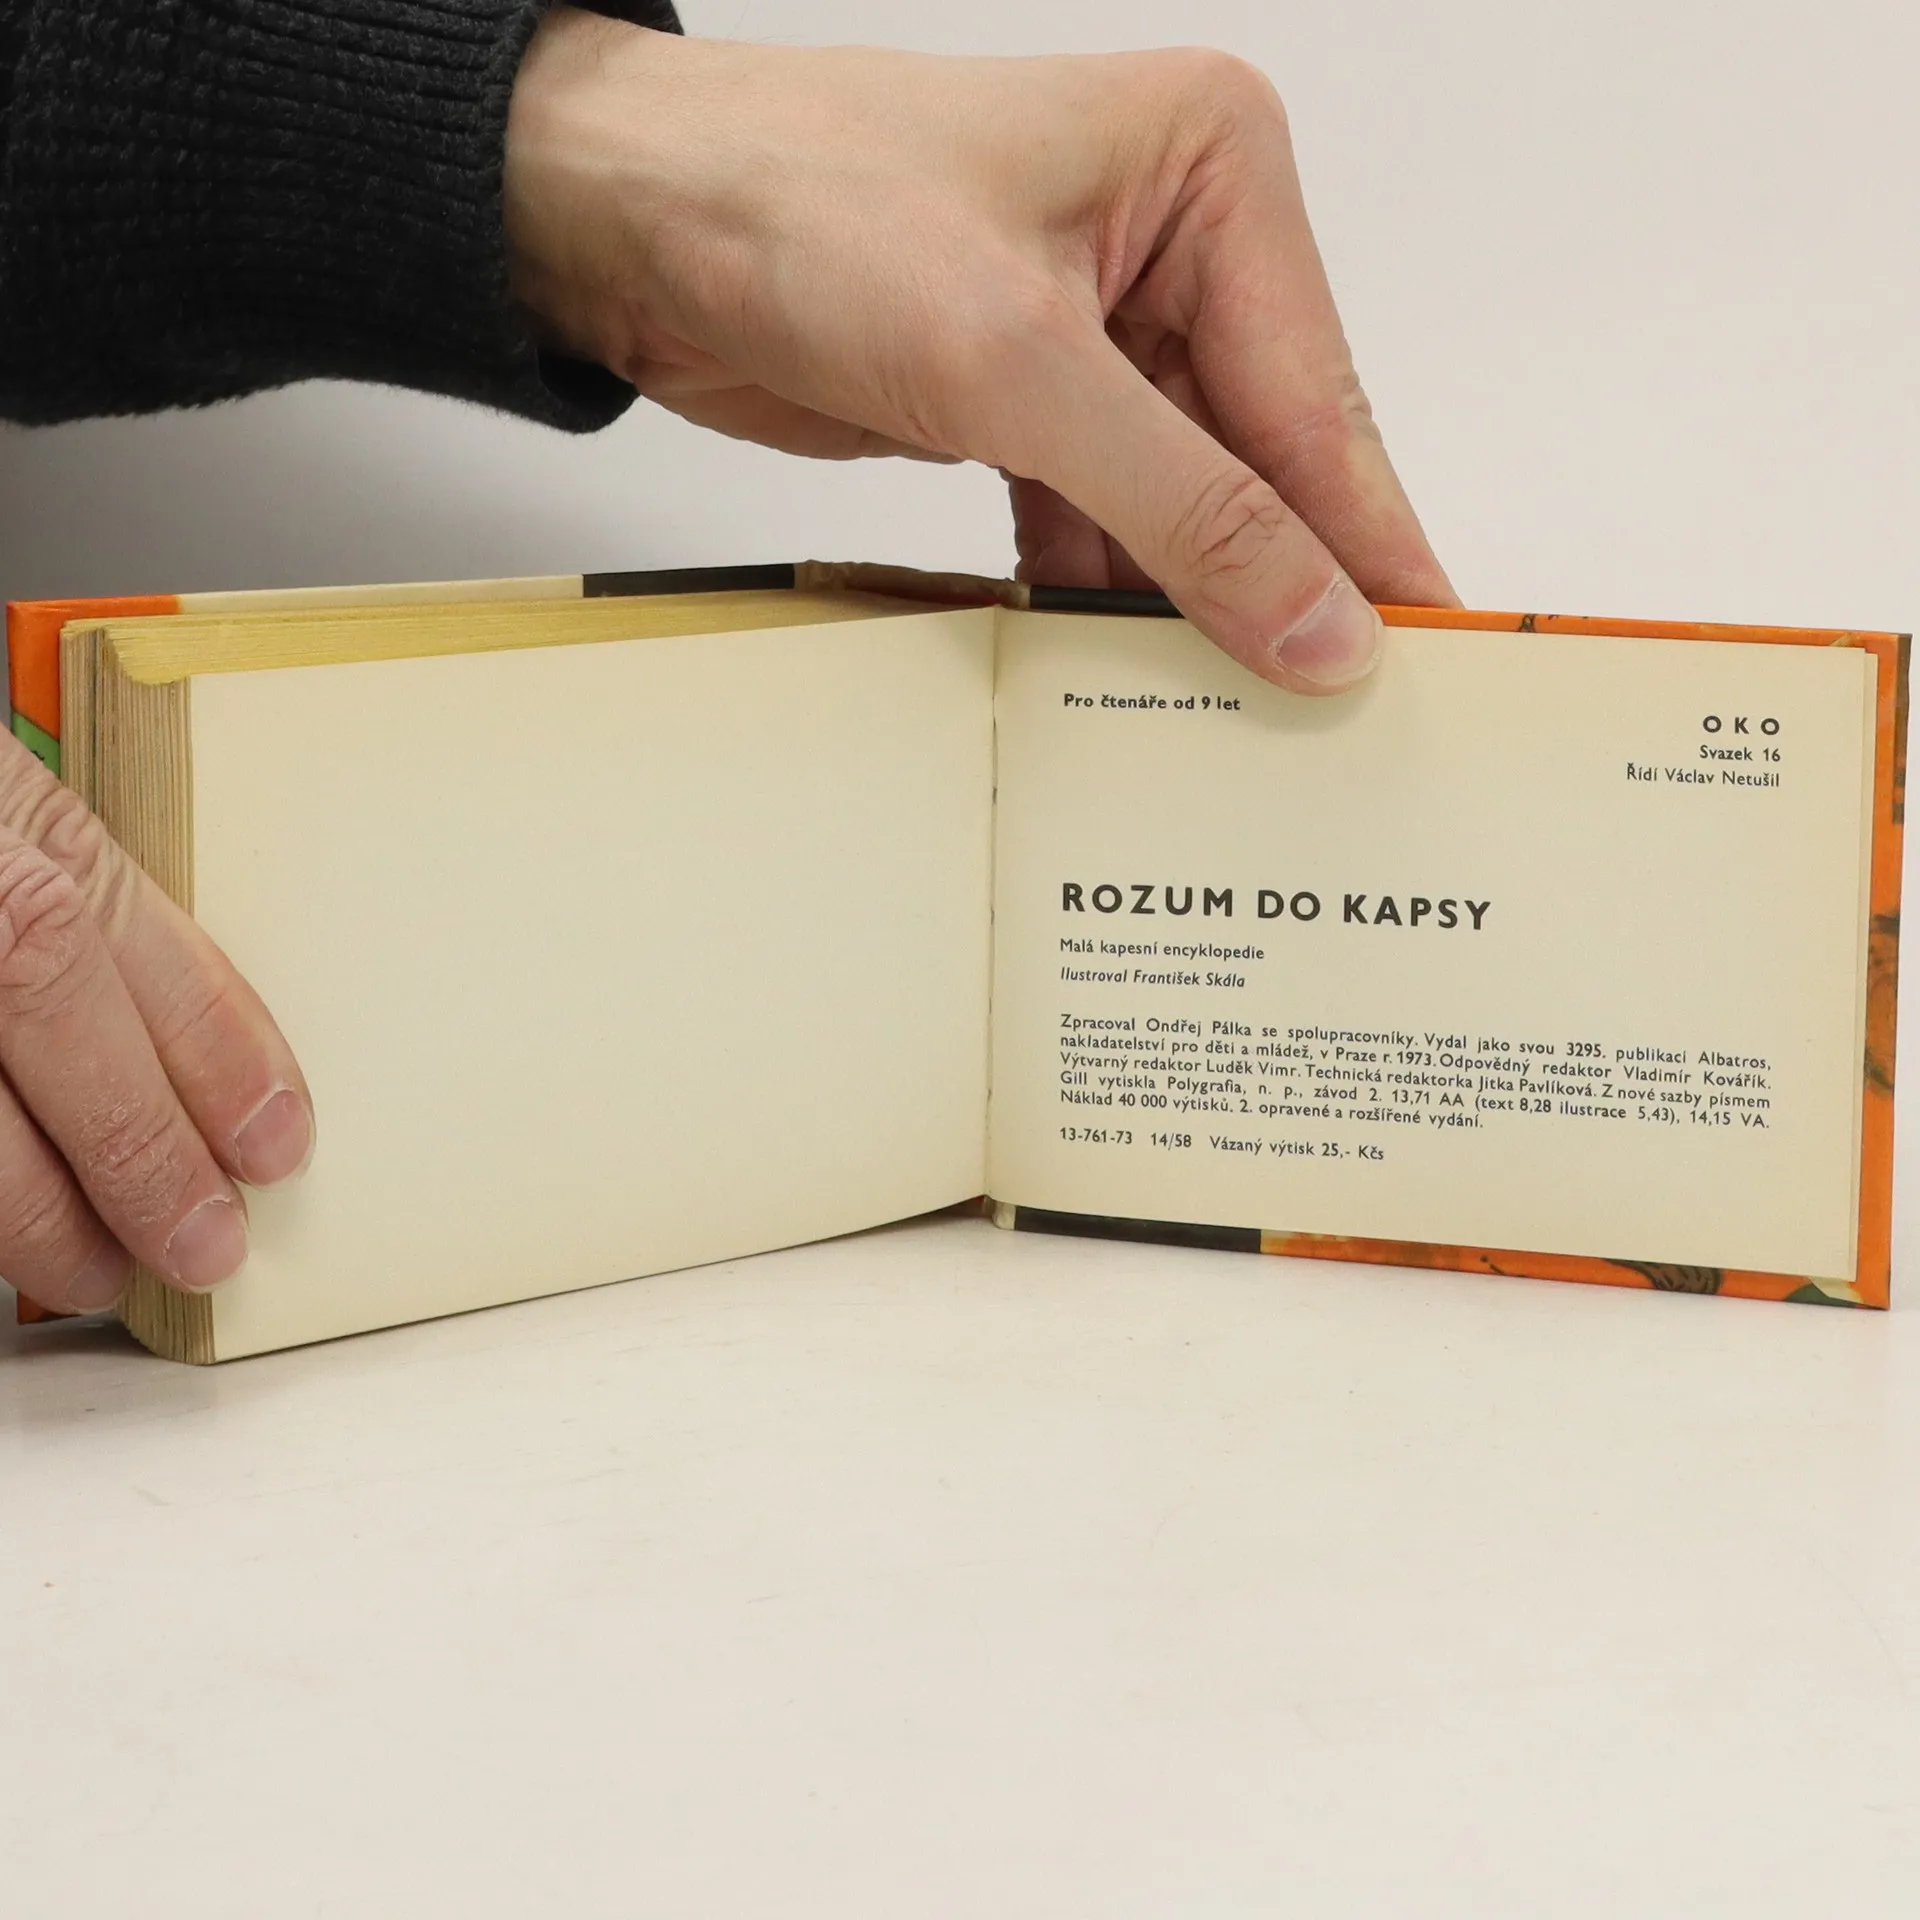 Pro čtenáře od 9 let
OKO
Svazek 16
Řídí Václav Netušil
ROZUM DO KAPSY
Malá kapesní encyklopedie
Ilustroval František Skála
Zpracoval Ondřej Pálka se spolupracovníky. Vydal jako svou 3295. publikaci Albatros,
nakladatelství pro děti a mládež, v Praze r. 1973. Odpovědný redaktor Vladimír Kovářík.
Výtvarný redaktor Luděk Vimr. Technická redaktorka Jitka Pavlíková. Z nové sazby písmem
Gill vytiskla Polygrafia, n. p., závod 2. 13,71 AA (text 8,28 ilustrace 5,43), 14,15 VA.
Náklad 40 000 výtisků. 2. opravené a rozšířené vydání.
13-761-73 14/58 Vázaný výtisk 25,- Kčs